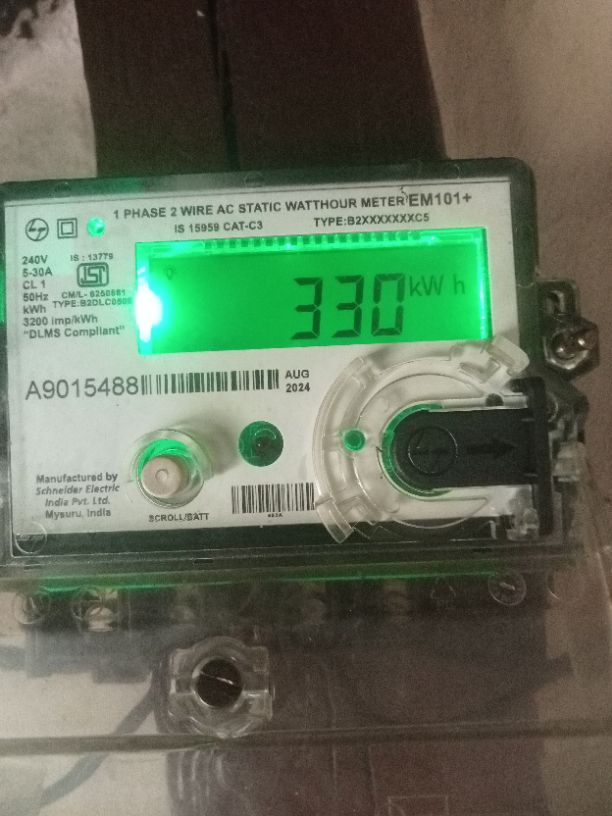 1 PHASE 2 WIRE AC STATIC WATTHOUR METER EM101+
IS 15959 CAT-C3 TYPE:B2XXXXXXXC5
240V
5-30A
CL 1
50Hz
kWh
3200 imp/kWh
"DLMS Compliant"
IS : 13779
ISI
CM/L-
330 kW h
A9015488
AUG
2024
Manufactured by
Schneider Electric
India Pvt. Ltd.
Mysuru, India
SCROLL/BATT